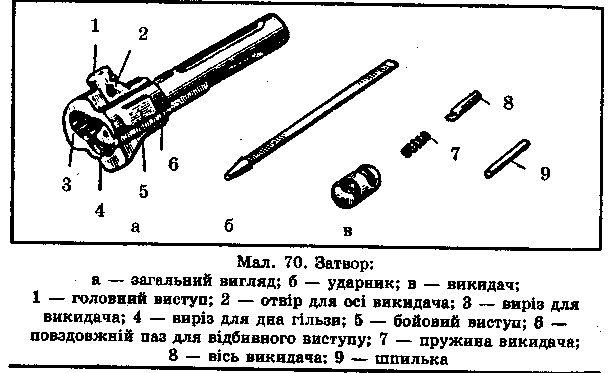 1
2
8
7
9
6
3
5
4
а
б
в
Мал. 70. Затвор:
а — загальний вигляд; б — ударник; в — викидач;
1 — головний виступ; 2 — отвір для осі викидача; 3 — виріз для
викидача; 4 — виріз для дна гільзи; 5 — бойовий виступ; 6 —
повздовжній паз для відбивного виступу; 7 — пружина викидача;
8 — вісь викидача; 9 — шпилька